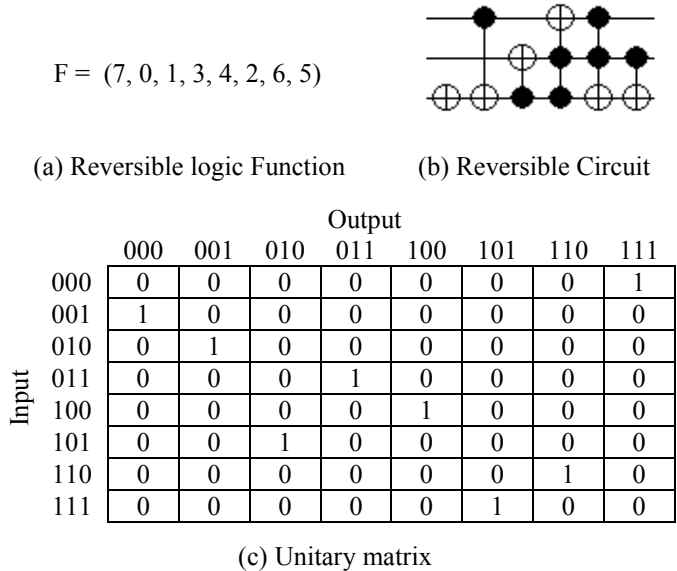 F = (7, 0, 1, 3, 4, 2, 6, 5)
(a) Reversible logic Function
(b) Reversible Circuit
Output
000 001 010 011 100 101 110 111
Input
000 0 0 0 0 0 0 0 1
001 1 0 0 0 0 0 0 0
010 0 1 0 0 0 0 0 0
011 0 0 0 1 0 0 0 0
100 0 0 0 0 1 0 0 0
101 0 0 1 0 0 0 0 0
110 0 0 0 0 0 0 1 0
111 0 0 0 0 0 1 0 0
(c) Unitary matrix